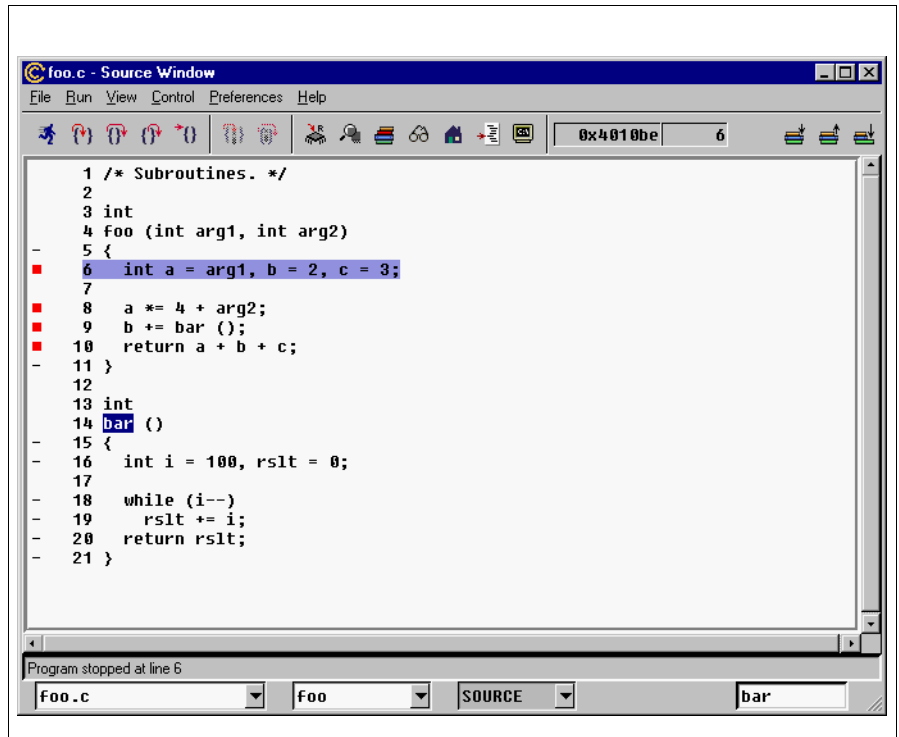 foo.c - Source Window
File Run View Control Preferences Help
0x4010be 6
1 /* Subroutines. */
2
3 int
4 foo (int arg1, int arg2)
- 5 {
6 int a = arg1, b = 2, c = 3;
7
8 a *= 4 + arg2;
9 b += bar ();
10 return a + b + c;
- 11 }
12
13 int
14 bar ()
- 15 {
- 16 int i = 100, rslt = 0;
17
- 18 while (i--)
- 19 rslt += i;
- 20 return rslt;
- 21 }
Program stopped at line 6
foo.c foo SOURCE bar